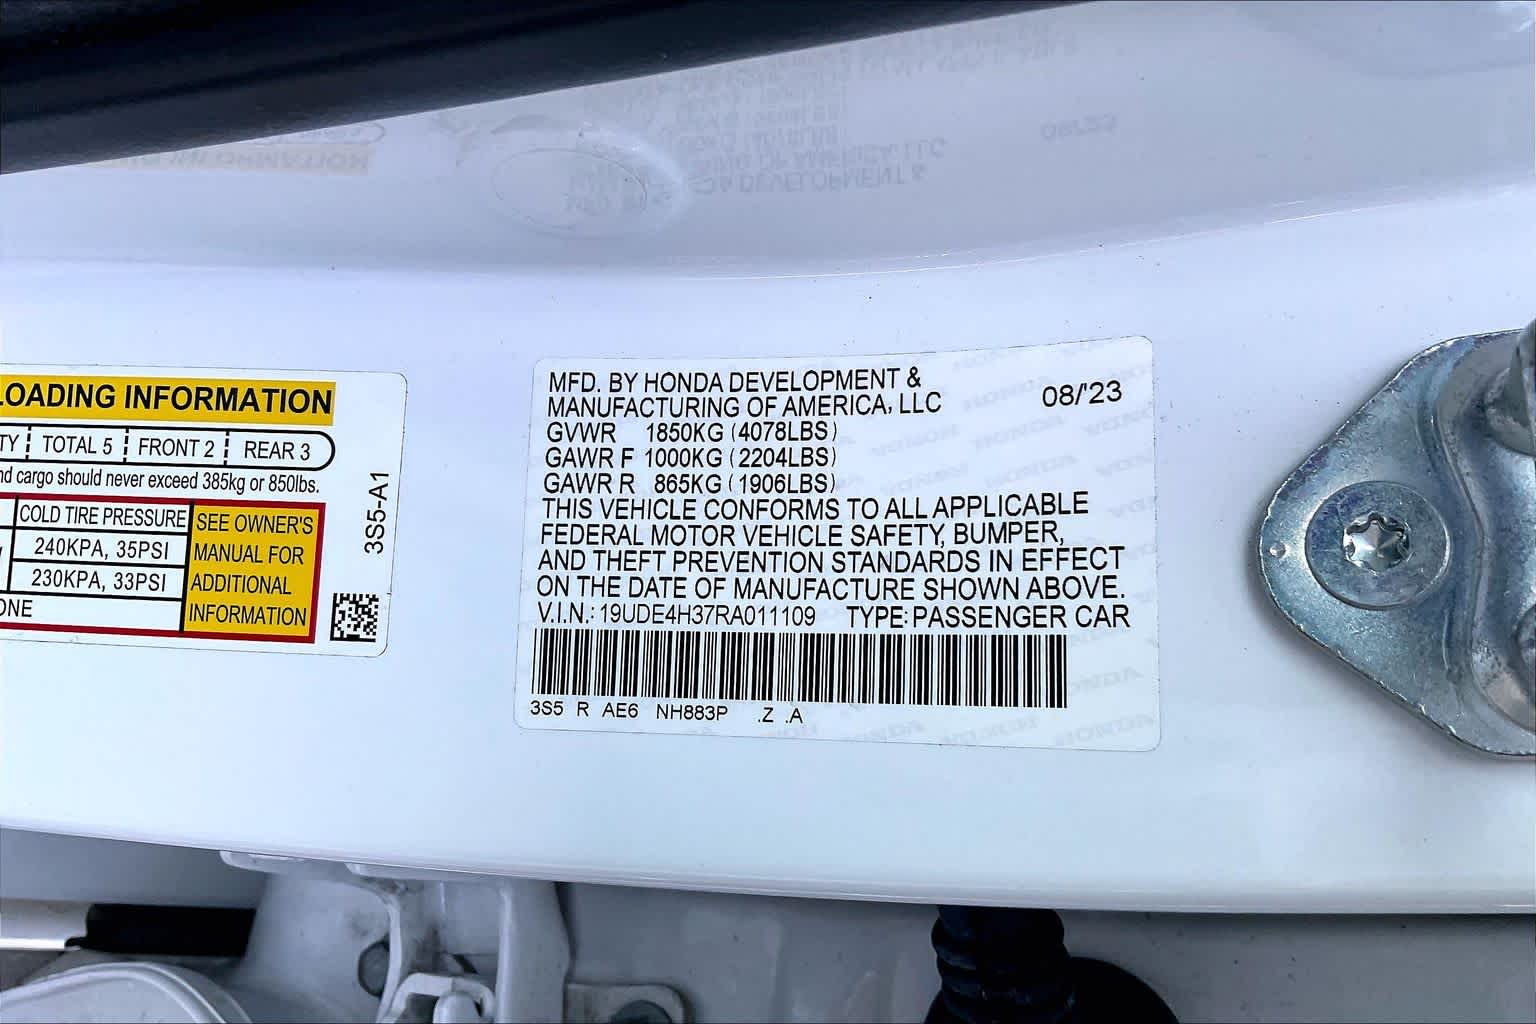 LOADING INFORMATION
TY TOTAL 5 FRONT 2 REAR 3
nd cargo should never exceed 385kg or 850lbs.
COLD TIRE PRESSURE
240KPA, 35PSI
230KPA, 33PSI
ONE
SEE OWNER'S
MANUAL FOR
ADDITIONAL
INFORMATION
3S5-A1
MFD. BY HONDA DEVELOPMENT &
MANUFACTURING OF AMERICA, LLC 08/'23
GVWR 1850KG (4078LBS)
GAWR F 1000KG (2204LBS)
GAWR R 865KG (1906LBS)
THIS VEHICLE CONFORMS TO ALL APPLICABLE
FEDERAL MOTOR VEHICLE SAFETY, BUMPER,
AND THEFT PREVENTION STANDARDS IN EFFECT
ON THE DATE OF MANUFACTURE SHOWN ABOVE.
V.I.N.: 19UDE4H37RA011109 TYPE: PASSENGER CAR
3S5 R AE6 NH883P .Z .A